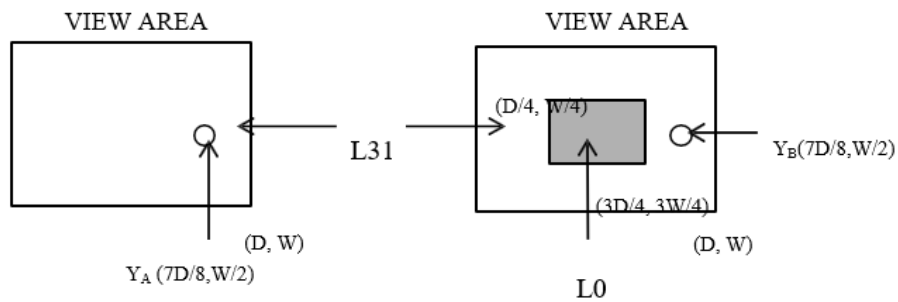 VIEW AREA
VIEW AREA
(D/4, W/4)
L31
Y_B(7D/8,W/2)
(3D/4, 3W/4)
(D, W)
(D, W)
Y_A (7D/8,W/2)
L0